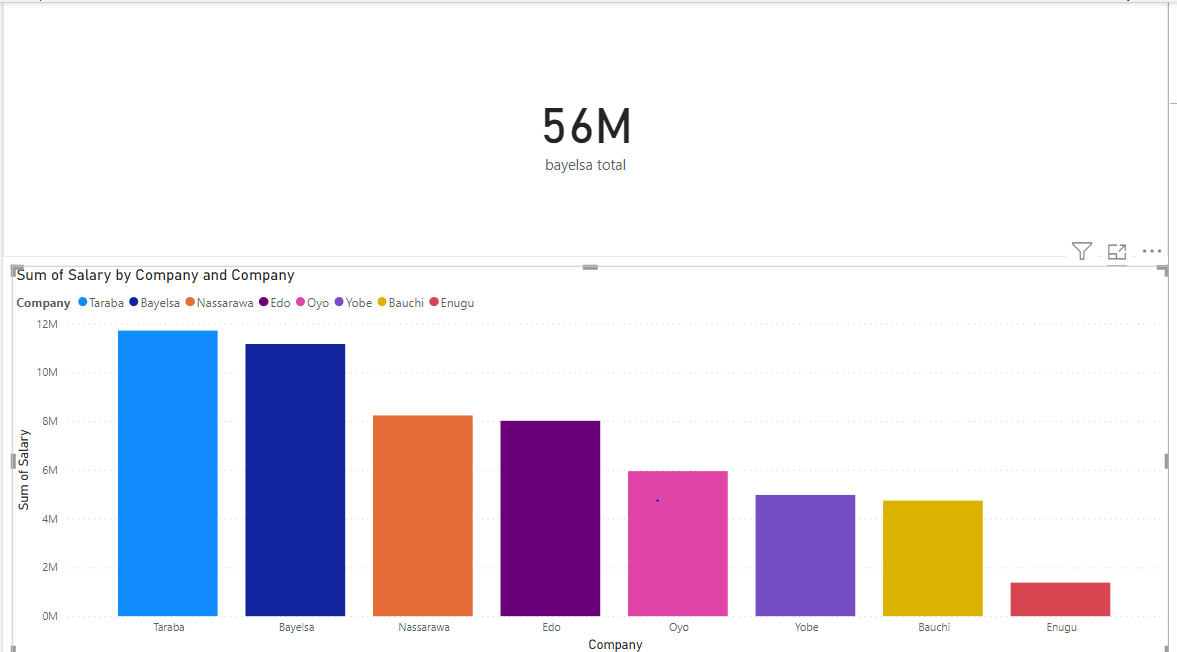 56M
bayelsa total
Sum of Salary by Company and Company
Company Taraba Bayelsa Nassarawa Edo Oyo Yobe Bauchi Enugu
12M
10M
8M
6M
4M
2M
0M
Sum of Salary
Taraba Bayelsa Nassarawa Edo Oyo Yobe Bauchi Enugu
Company